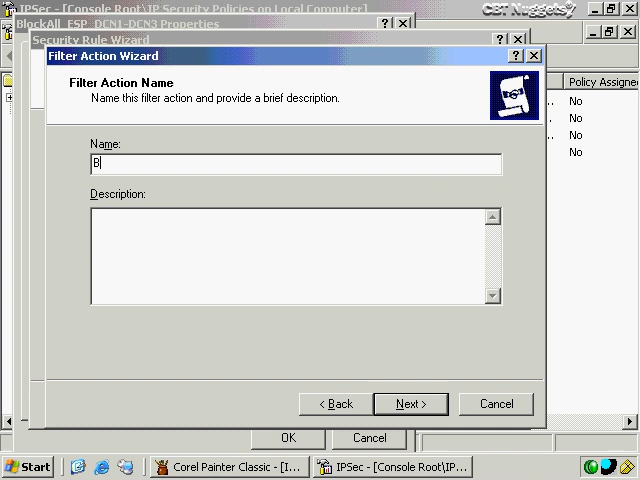 IPSec - [Console Root\IP Security Policies on Local Computer]
CBT Nuggets
BlockAll_ESP_DCN1-DCN3 Properties
Security Rule Wizard
Filter Action Wizard
Filter Action Name
Name this filter action and provide a brief description.
Policy Assigned
No
No
No
No
Name:
B
Description:
< Back
Next >
Cancel
OK
Cancel
Start
Corel Painter Classic - [I...
IPSec - [Console Root\IP...